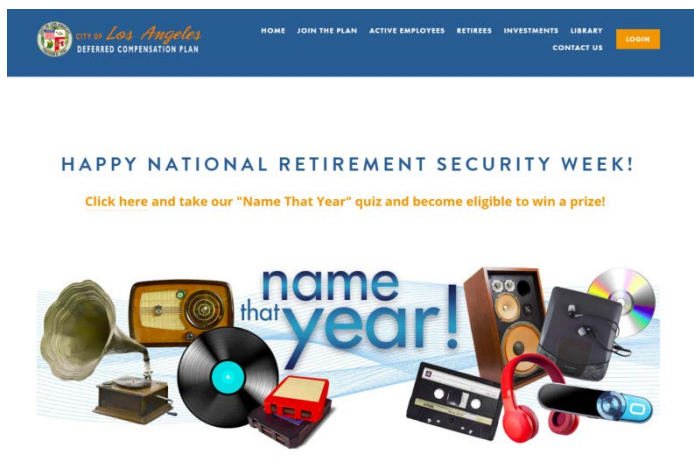 CITY OF Los Angeles
DEFERRED COMPENSATION PLAN
HOME JOIN THE PLAN ACTIVE EMPLOYEES RETIREES INVESTMENTS LIBRARY
CONTACT US
LOGIN
HAPPY NATIONAL RETIREMENT SECURITY WEEK!
Click here and take our "Name That Year" quiz and become eligible to win a prize!
name
that year!